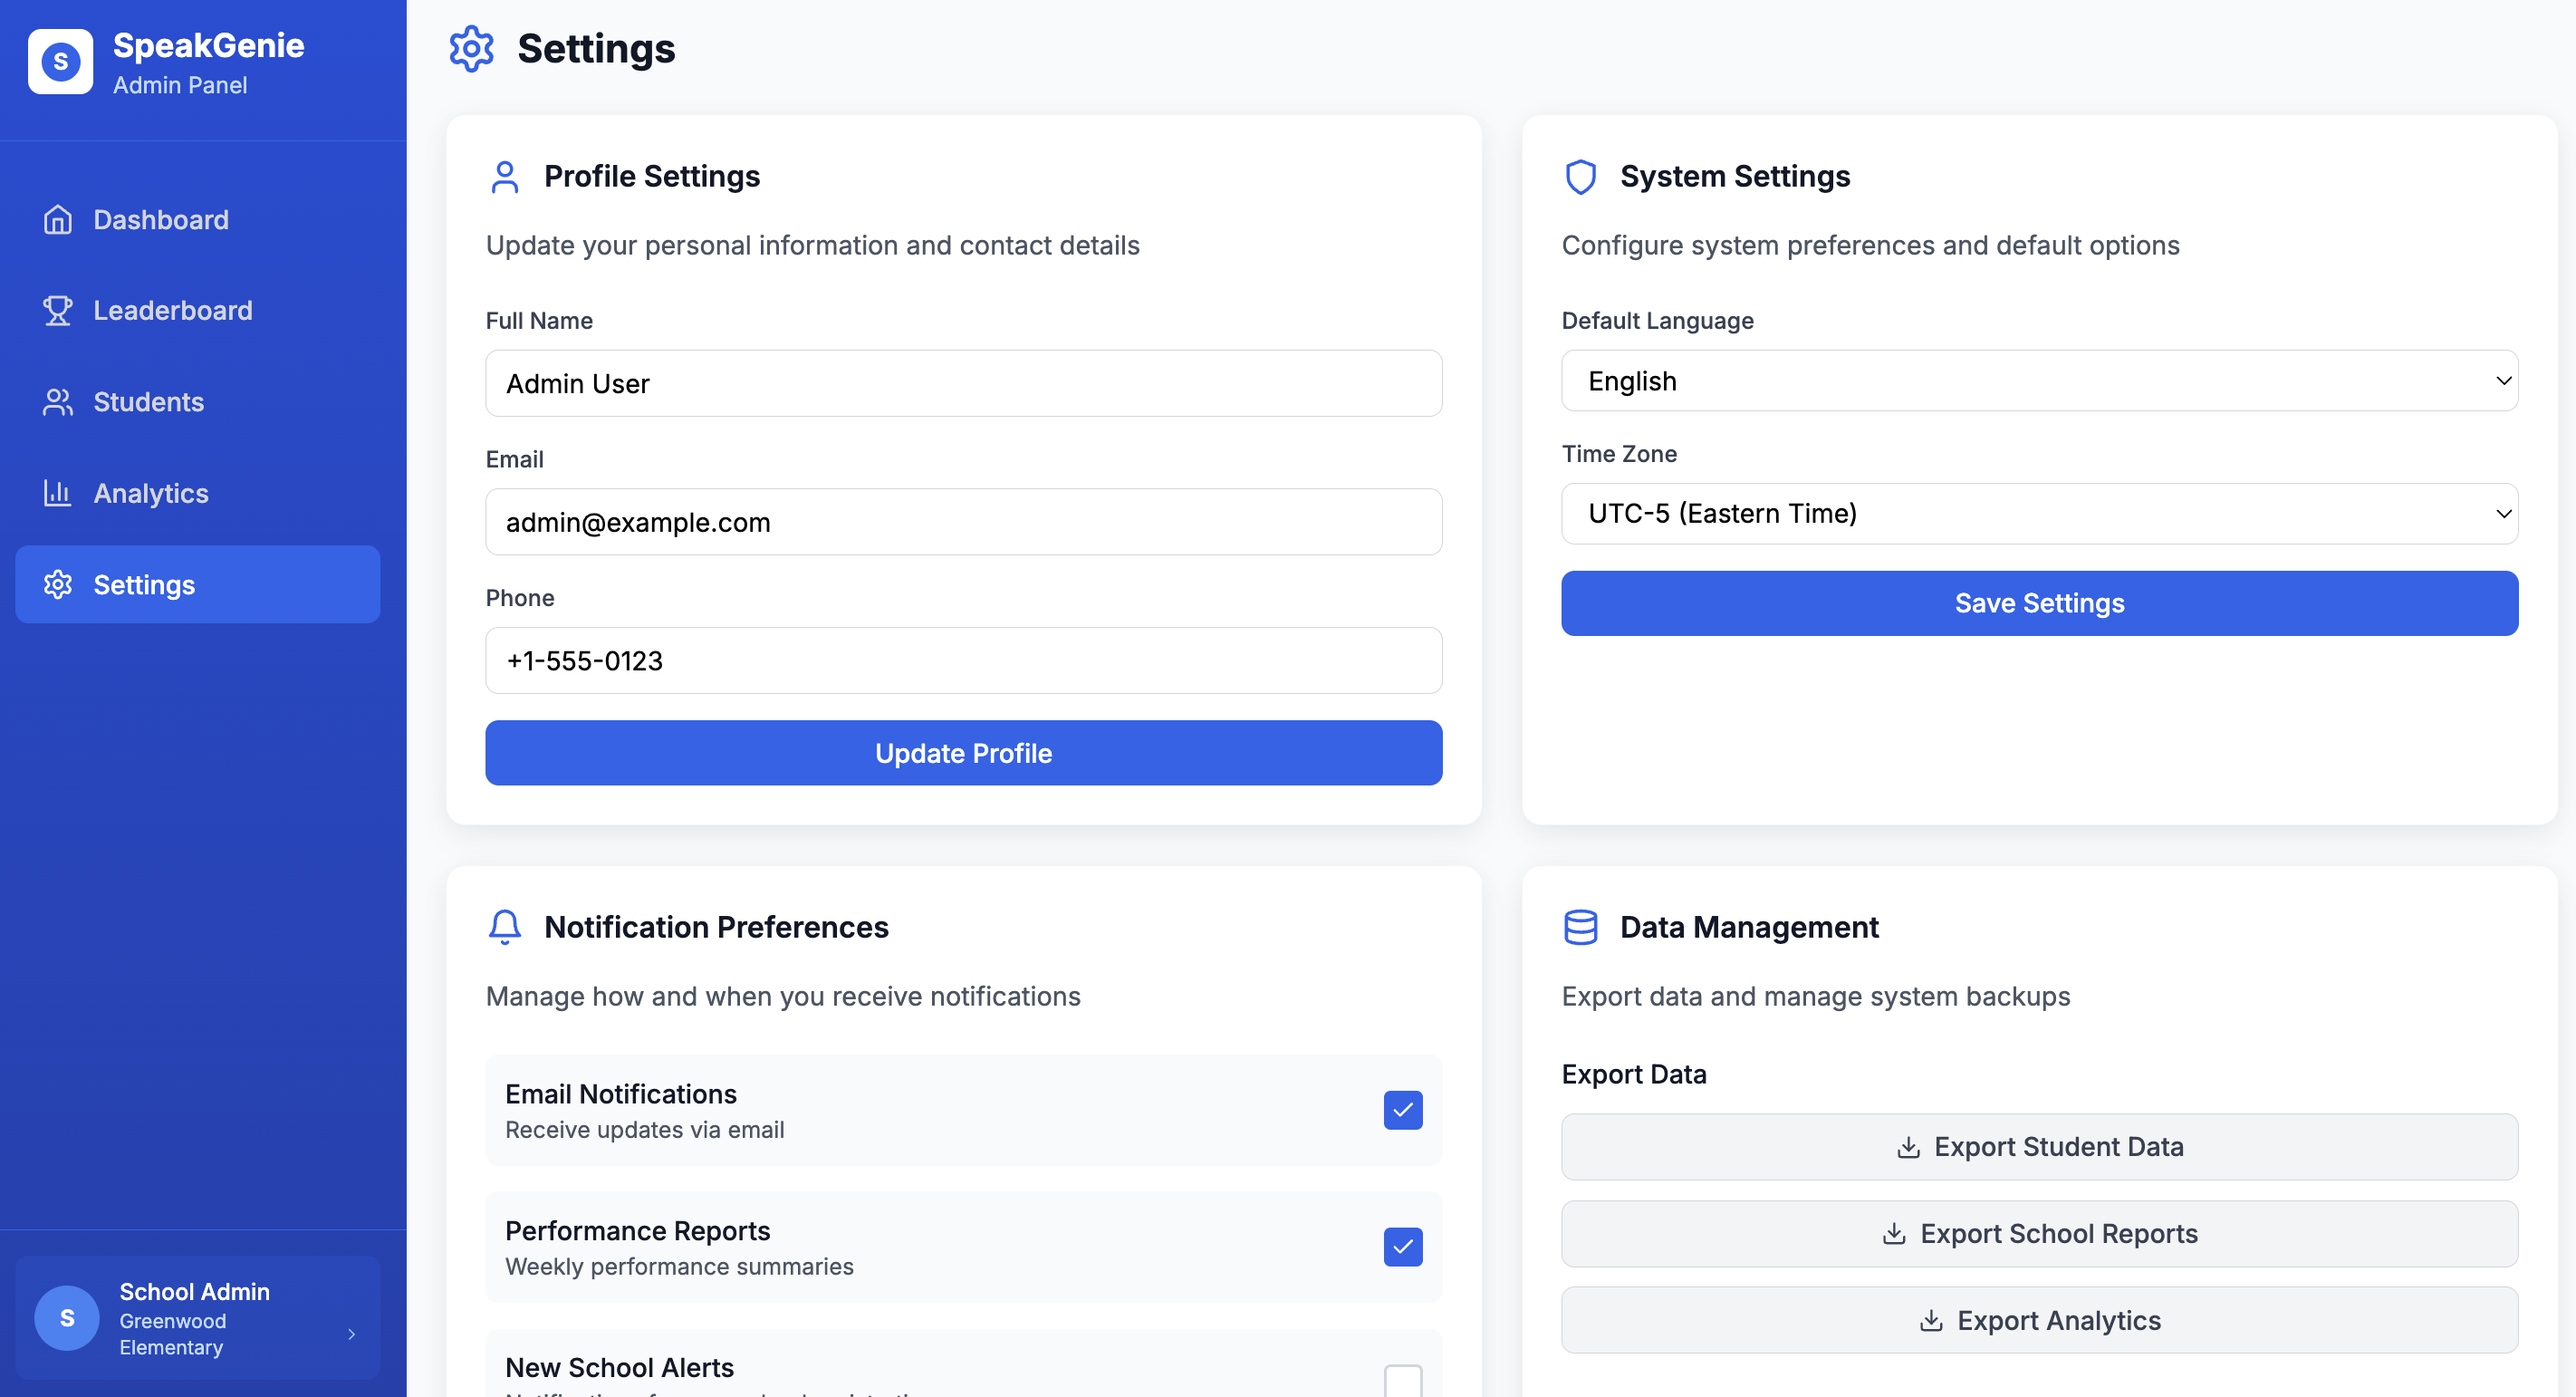 S
SpeakGenie
Admin Panel
Dashboard
Leaderboard
Students
Analytics
Settings
S
School Admin
Greenwood
Elementary
Settings
Profile Settings
Update your personal information and contact details
Full Name
Admin User
Email
admin@example.com
Phone
+1-555-0123
Update Profile
System Settings
Configure system preferences and default options
Default Language
English
Time Zone
UTC-5 (Eastern Time)
Save Settings
Notification Preferences
Manage how and when you receive notifications
Email Notifications
Receive updates via email
Performance Reports
Weekly performance summaries
New School Alerts
Data Management
Export data and manage system backups
Export Data
Export Student Data
Export School Reports
Export Analytics